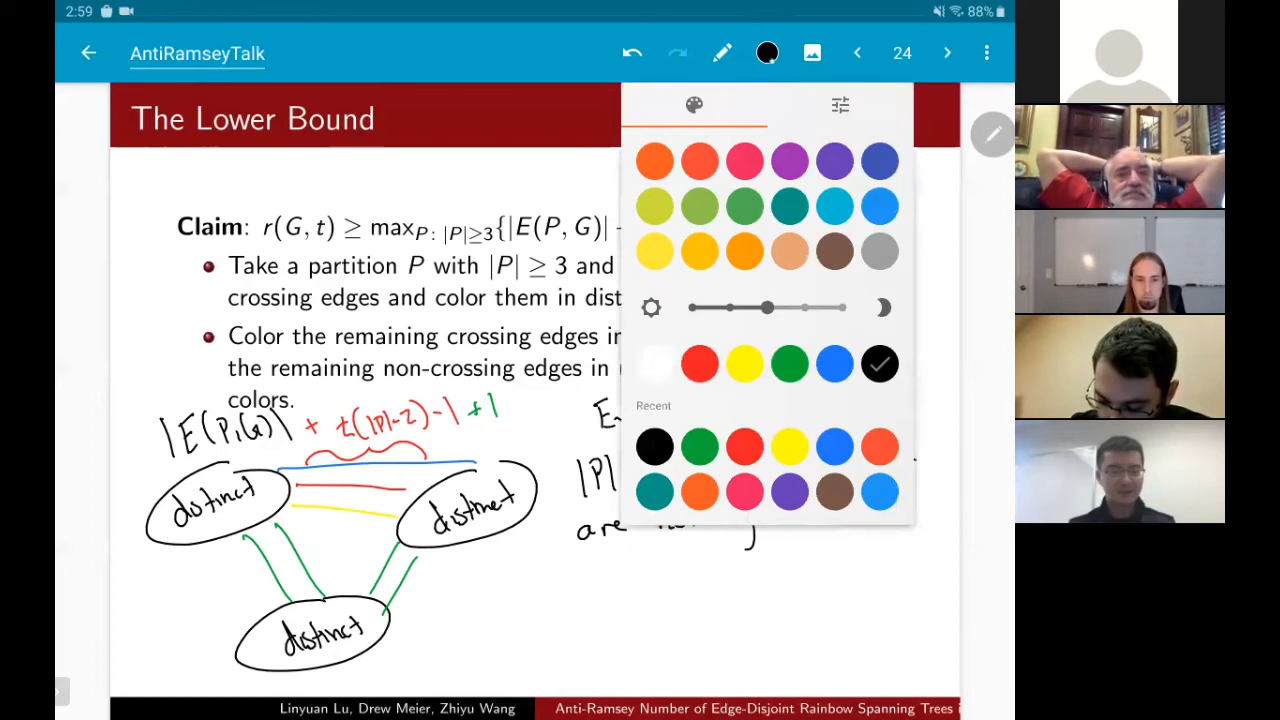 2:59
88%
AntiRamseyTalk
24
The Lower Bound
Claim: r(G, t) ≥ max_{P: |P|≥3}{|E(P, G)|
Take a partition P with |P| ≥ 3 and
crossing edges and color them in dist
Color the remaining crossing edges in
the remaining non-crossing edges in
colors.
|E(P,G)| + t(|P|-2)-1 +1
|P|
are
distinct
distinct
distinct
Recent
Linyuan Lu, Drew Meier, Zhiyu Wang
Anti-Ramsey Number of Edge-Disjoint Rainbow Spanning Trees i